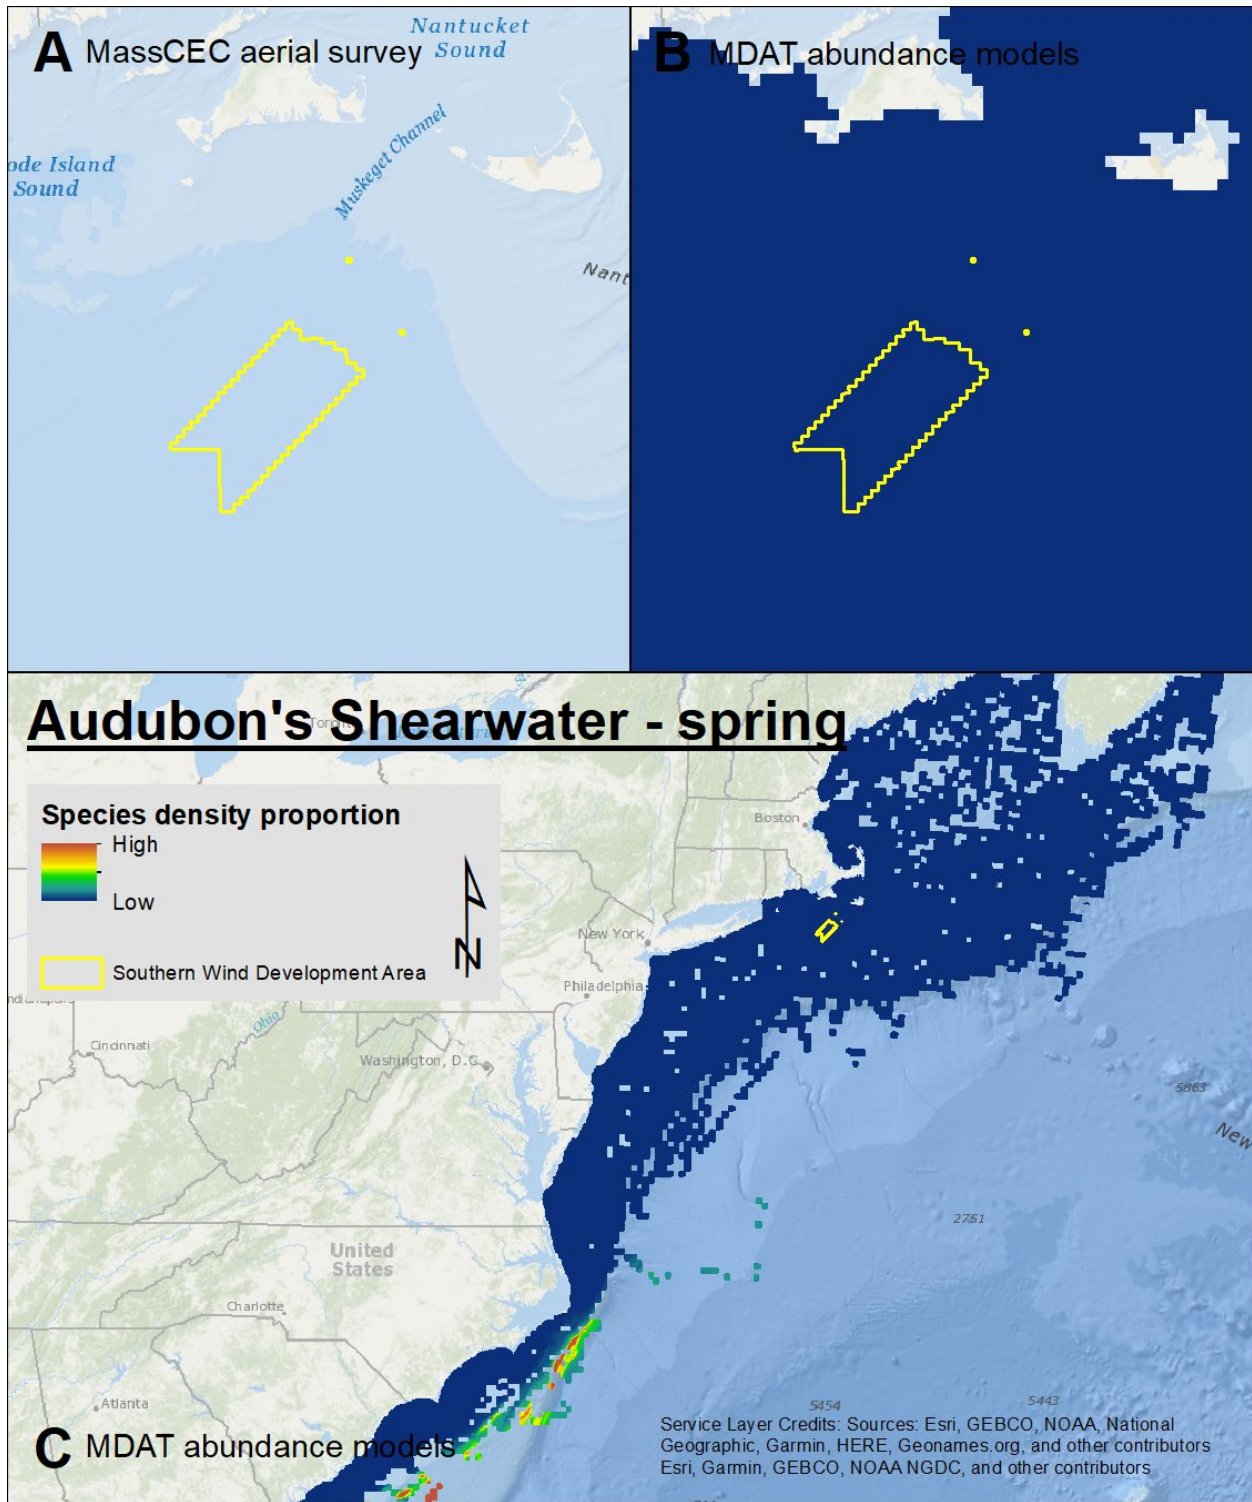 A MassCEC aerial survey
Nantucket
Sound
ode Island
Sound
Muskeget Channel
Nant
B MDAT abundance models
Audubon's Shearwater - spring
Toro
Species density proportion
High
Low
N
Southern Wind Development Area
Boston
New York
Philadelphia
Ohio
Cincinnati
Washington, D.C.
5863
New
2751
United
States
Charlotte
Atlanta
5454
5443
C MDAT abundance models
Service Layer Credits: Sources: Esri, GEBCO, NOAA, National
Geographic, Garmin, HERE, Geonames.org, and other contributors
Esri, Garmin, GEBCO, NOAA NGDC, and other contributors